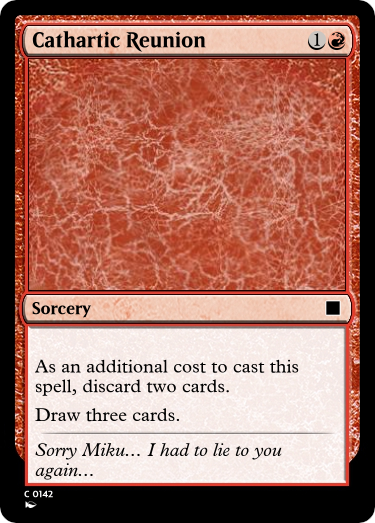 Cathartic Reunion 1
Sorcery
As an additional cost to cast this
spell, discard two cards.
Draw three cards.
Sorry Miku... I had to lie to you
again...
C 0142